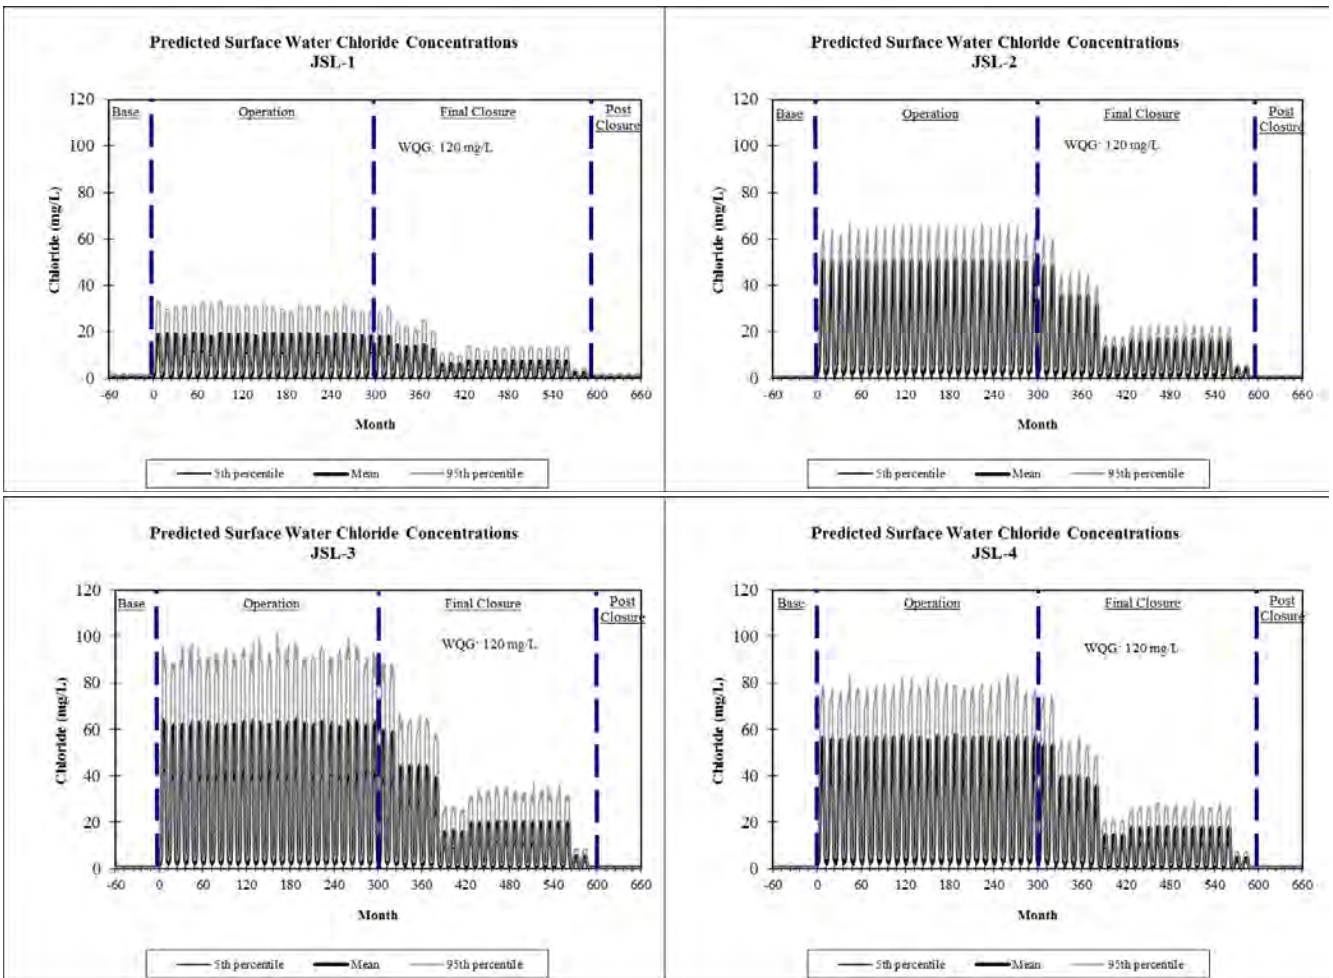 Predicted Surface Water Chloride Concentrations
JSL-1
120
100
80
60
40
20
0
Chloride (mg/L)
Base
Operation
Final Closure
Post
Closure
WQG: 120 mg/L
-60 0 60 120 180 240 300 360 420 480 540 600 660
Month
5th percentile Mean 95th percentile
Predicted Surface Water Chloride Concentrations
JSL-2
120
100
80
60
40
20
0
Chloride (mg/L)
Base
Operation
Final Closure
Post
Closure
WQG: 120 mg/L
-60 0 60 120 180 240 300 360 420 480 540 600 660
Month
5th percentile Mean 95th percentile
Predicted Surface Water Chloride Concentrations
JSL-3
120
100
80
60
40
20
0
Chloride (mg/L)
Base
Operation
Final Closure
Post
Closure
WQG: 120 mg/L
-60 0 60 120 180 240 300 360 420 480 540 600 660
Month
5th percentile Mean 95th percentile
Predicted Surface Water Chloride Concentrations
JSL-4
120
100
80
60
40
20
0
Chloride (mg/L)
Base
Operation
Final Closure
Post
Closure
WQG: 120 mg/L
-60 0 60 120 180 240 300 360 420 480 540 600 660
Month
5th percentile Mean 95th percentile